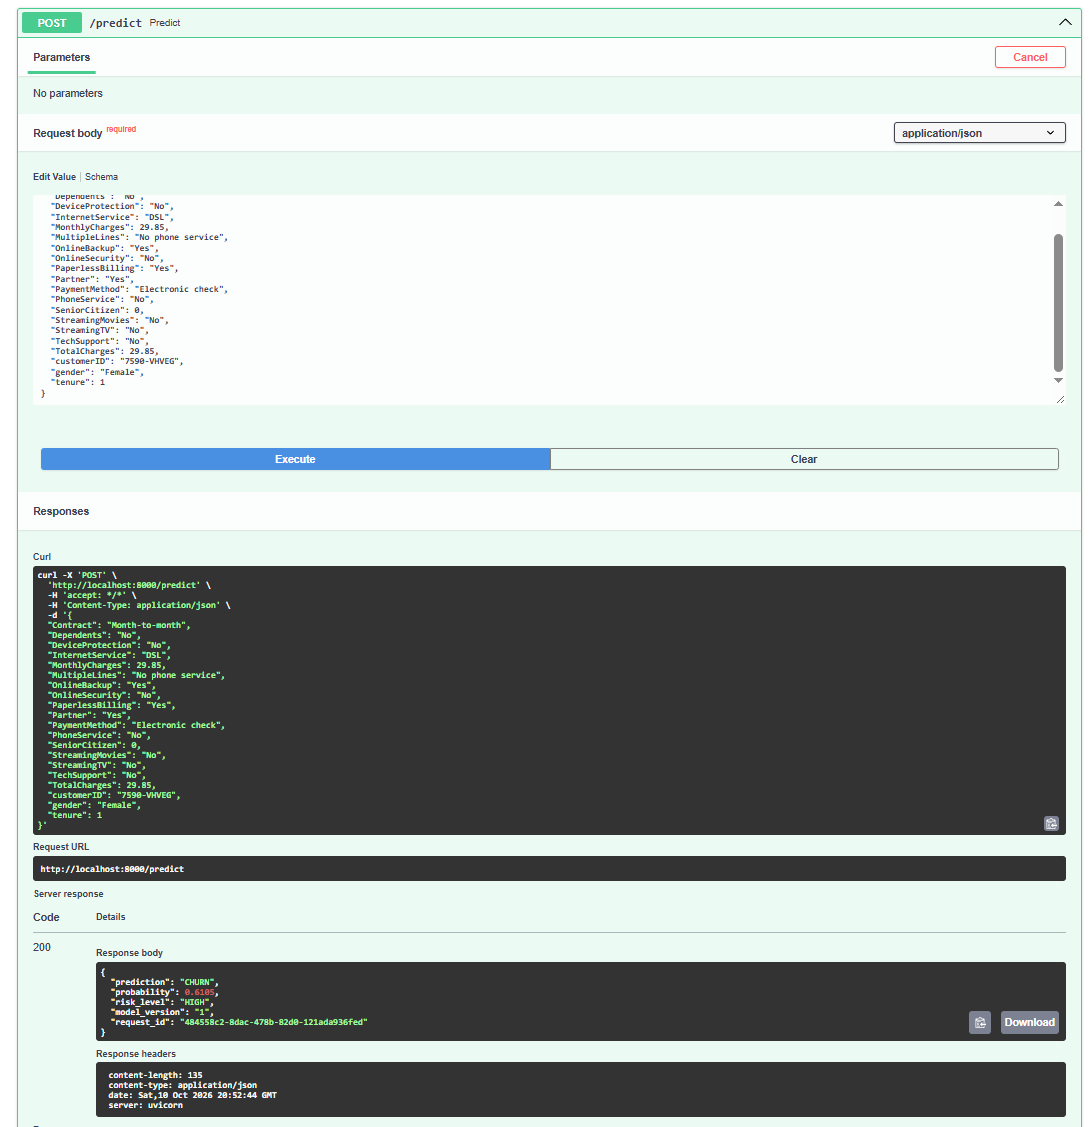 POST /predict Predict
Parameters
Cancel
No parameters
Request body required
application/json
Edit Value | Schema
"Dependents": "No",
"DeviceProtection": "No",
"InternetService": "DSL",
"MonthlyCharges": 29.85,
"MultipleLines": "No phone service",
"OnlineBackup": "Yes",
"OnlineSecurity": "No",
"PaperlessBilling": "Yes",
"Partner": "Yes",
"PaymentMethod": "Electronic check",
"PhoneService": "No",
"SeniorCitizen": 0,
"StreamingMovies": "No",
"StreamingTV": "No",
"TechSupport": "No",
"TotalCharges": 29.85,
"customerID": "7590-VHVEG",
"gender": "Female",
"tenure": 1
}
Execute
Clear
Responses
Curl
curl -X 'POST' \
'http://localhost:8000/predict' \
-H 'accept: */*' \
-H 'Content-Type: application/json' \
-d '{
"Contract": "Month-to-month",
"Dependents": "No",
"DeviceProtection": "No",
"InternetService": "DSL",
"MonthlyCharges": 29.85,
"MultipleLines": "No phone service",
"OnlineBackup": "Yes",
"OnlineSecurity": "No",
"PaperlessBilling": "Yes",
"Partner": "Yes",
"PaymentMethod": "Electronic check",
"PhoneService": "No",
"SeniorCitizen": 0,
"StreamingMovies": "No",
"StreamingTV": "No",
"TechSupport": "No",
"TotalCharges": 29.85,
"customerID": "7590-VHVEG",
"gender": "Female",
"tenure": 1
}'
Request URL
http://localhost:8000/predict
Server response
Code Details
200
Response body
{
"prediction": "CHURN",
"probability": 0.6105,
"risk_level": "HIGH",
"model_version": "1",
"request_id": "484558c2-8dac-478b-82d0-121ada936fed"
}
Download
Response headers
content-length: 135
content-type: application/json
date: Sat,10 Oct 2026 20:52:44 GMT
server: uvicorn